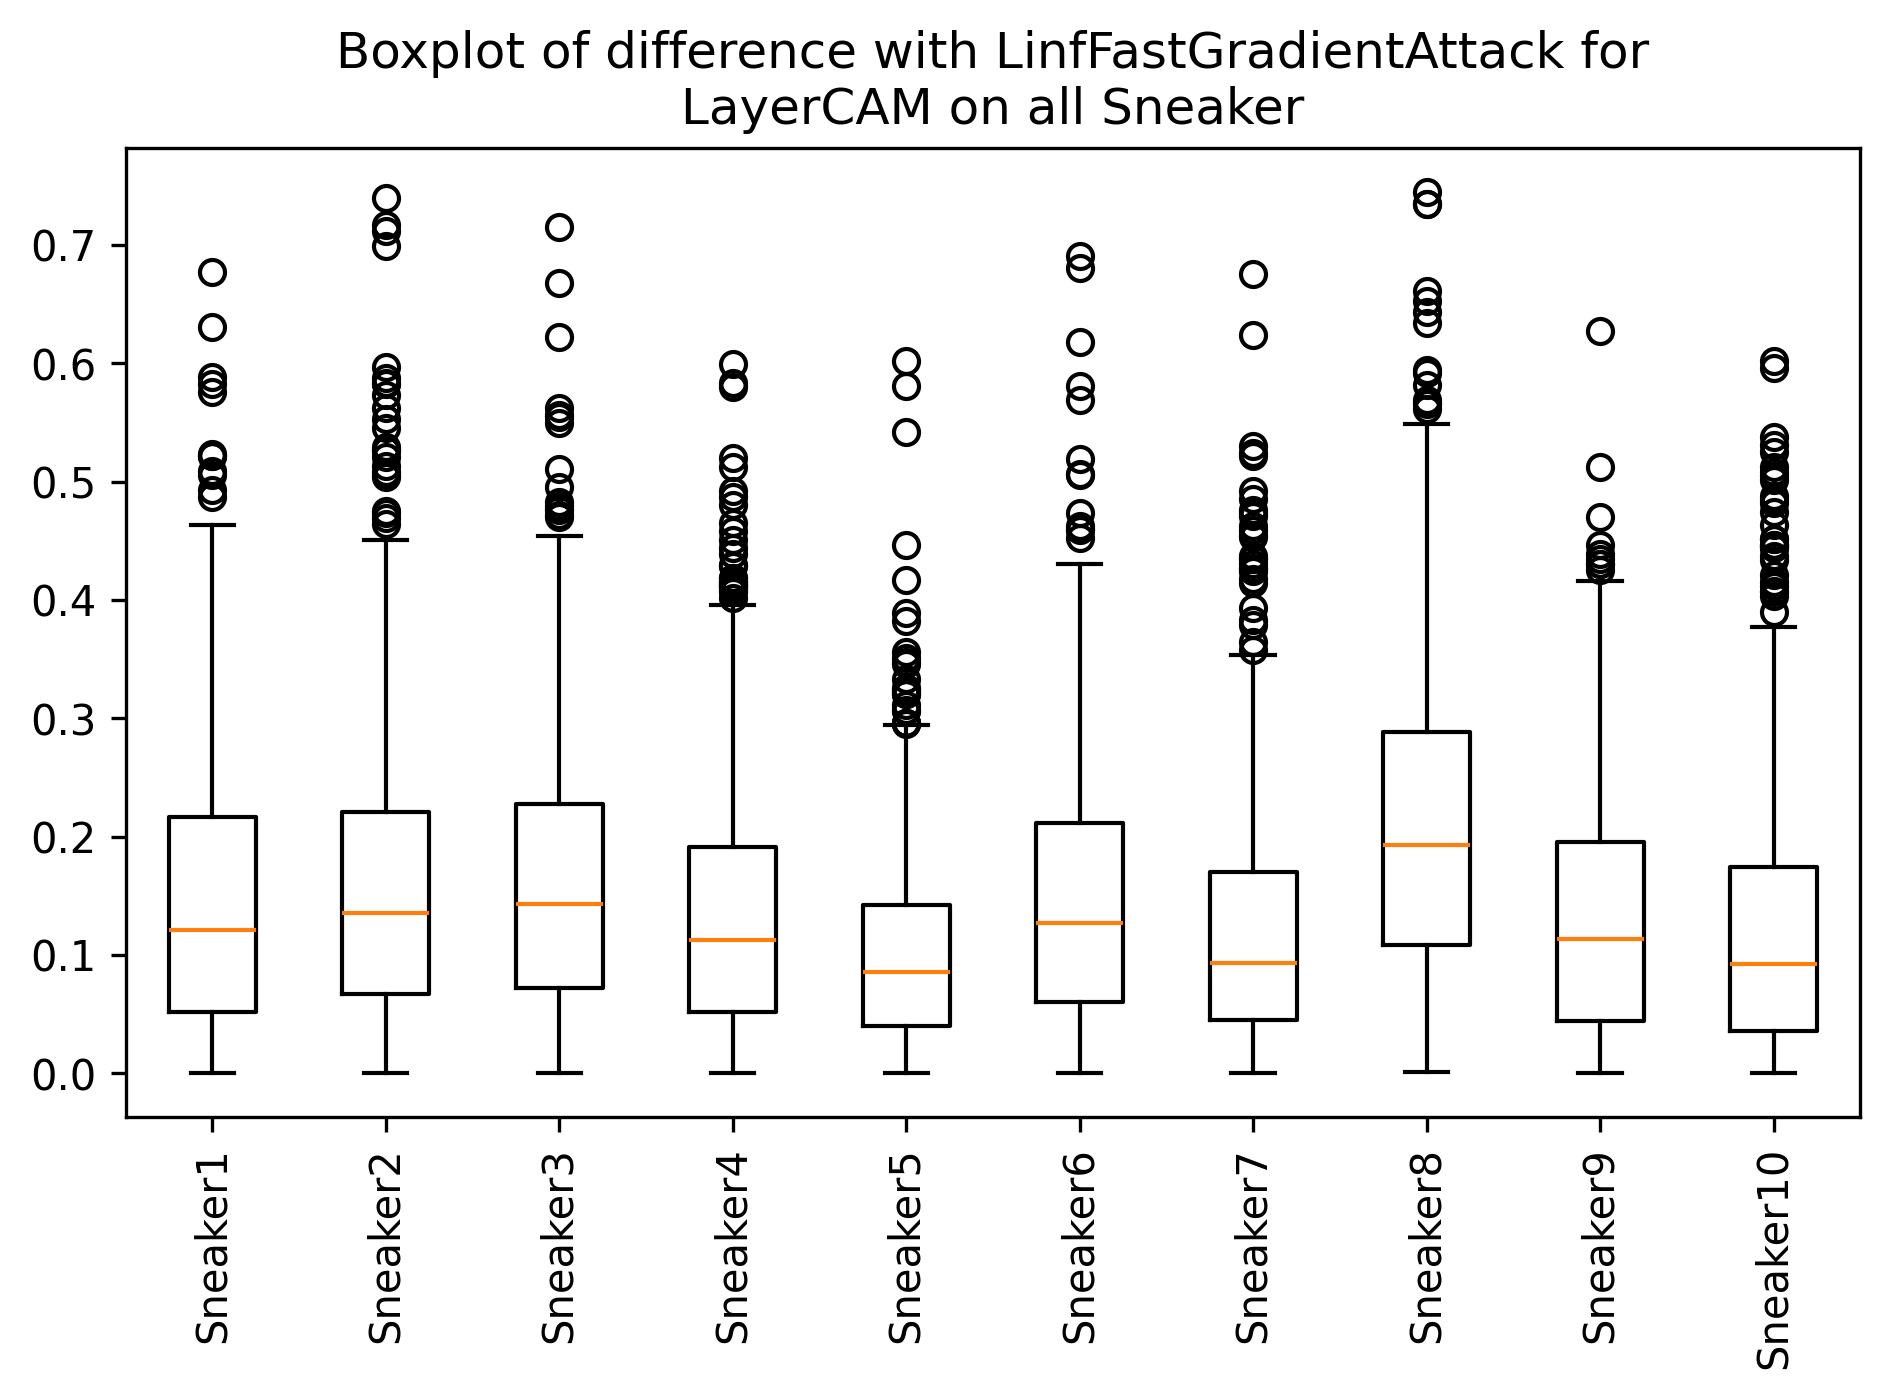 Boxplot of difference with LinfFastGradientAttack for
LayerCAM on all Sneaker
0.7
0.6
0.5
0.4
0.3
0.2
0.1
0.0
Sneaker1
Sneaker2
Sneaker3
Sneaker4
Sneaker5
Sneaker6
Sneaker7
Sneaker8
Sneaker9
Sneaker10